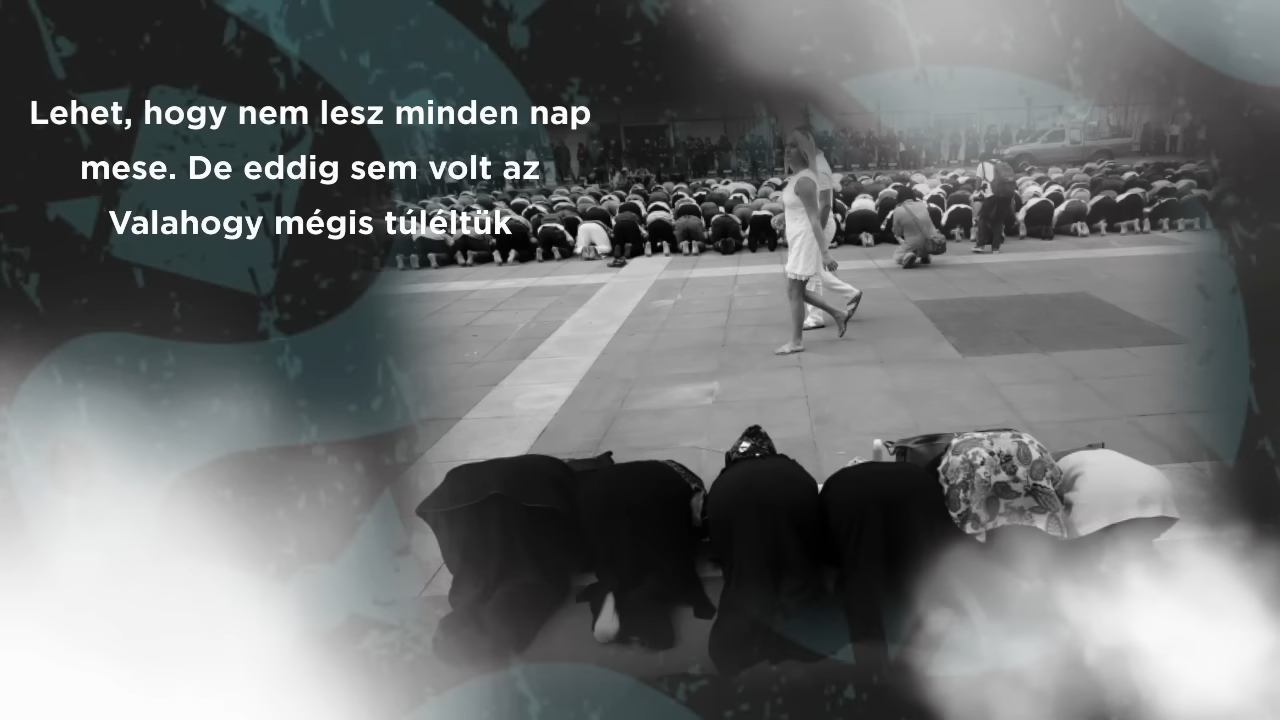 Lehet, hogy nem lesz minden nap
mese. De eddig sem volt az
Valahogy mégis túléltük